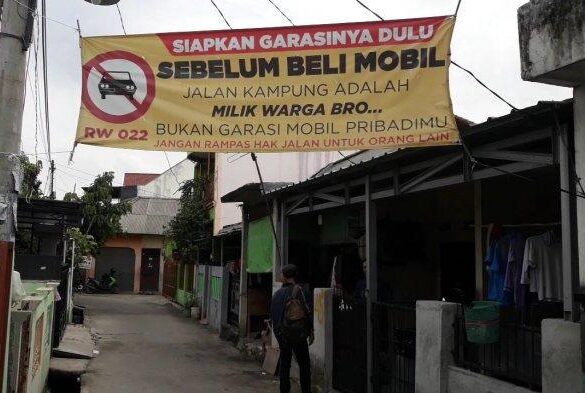 SIAPKAN GARASINYA DULU
SEBELUM BELI MOBIL
JALAN KAMPUNG ADALAH
MILIK WARGA BRO...
BUKAN GARASI MOBIL PRIBADIMU
JANGAN RAMPAS HAK JALAN UNTUK ORANG LAIN
RW 022